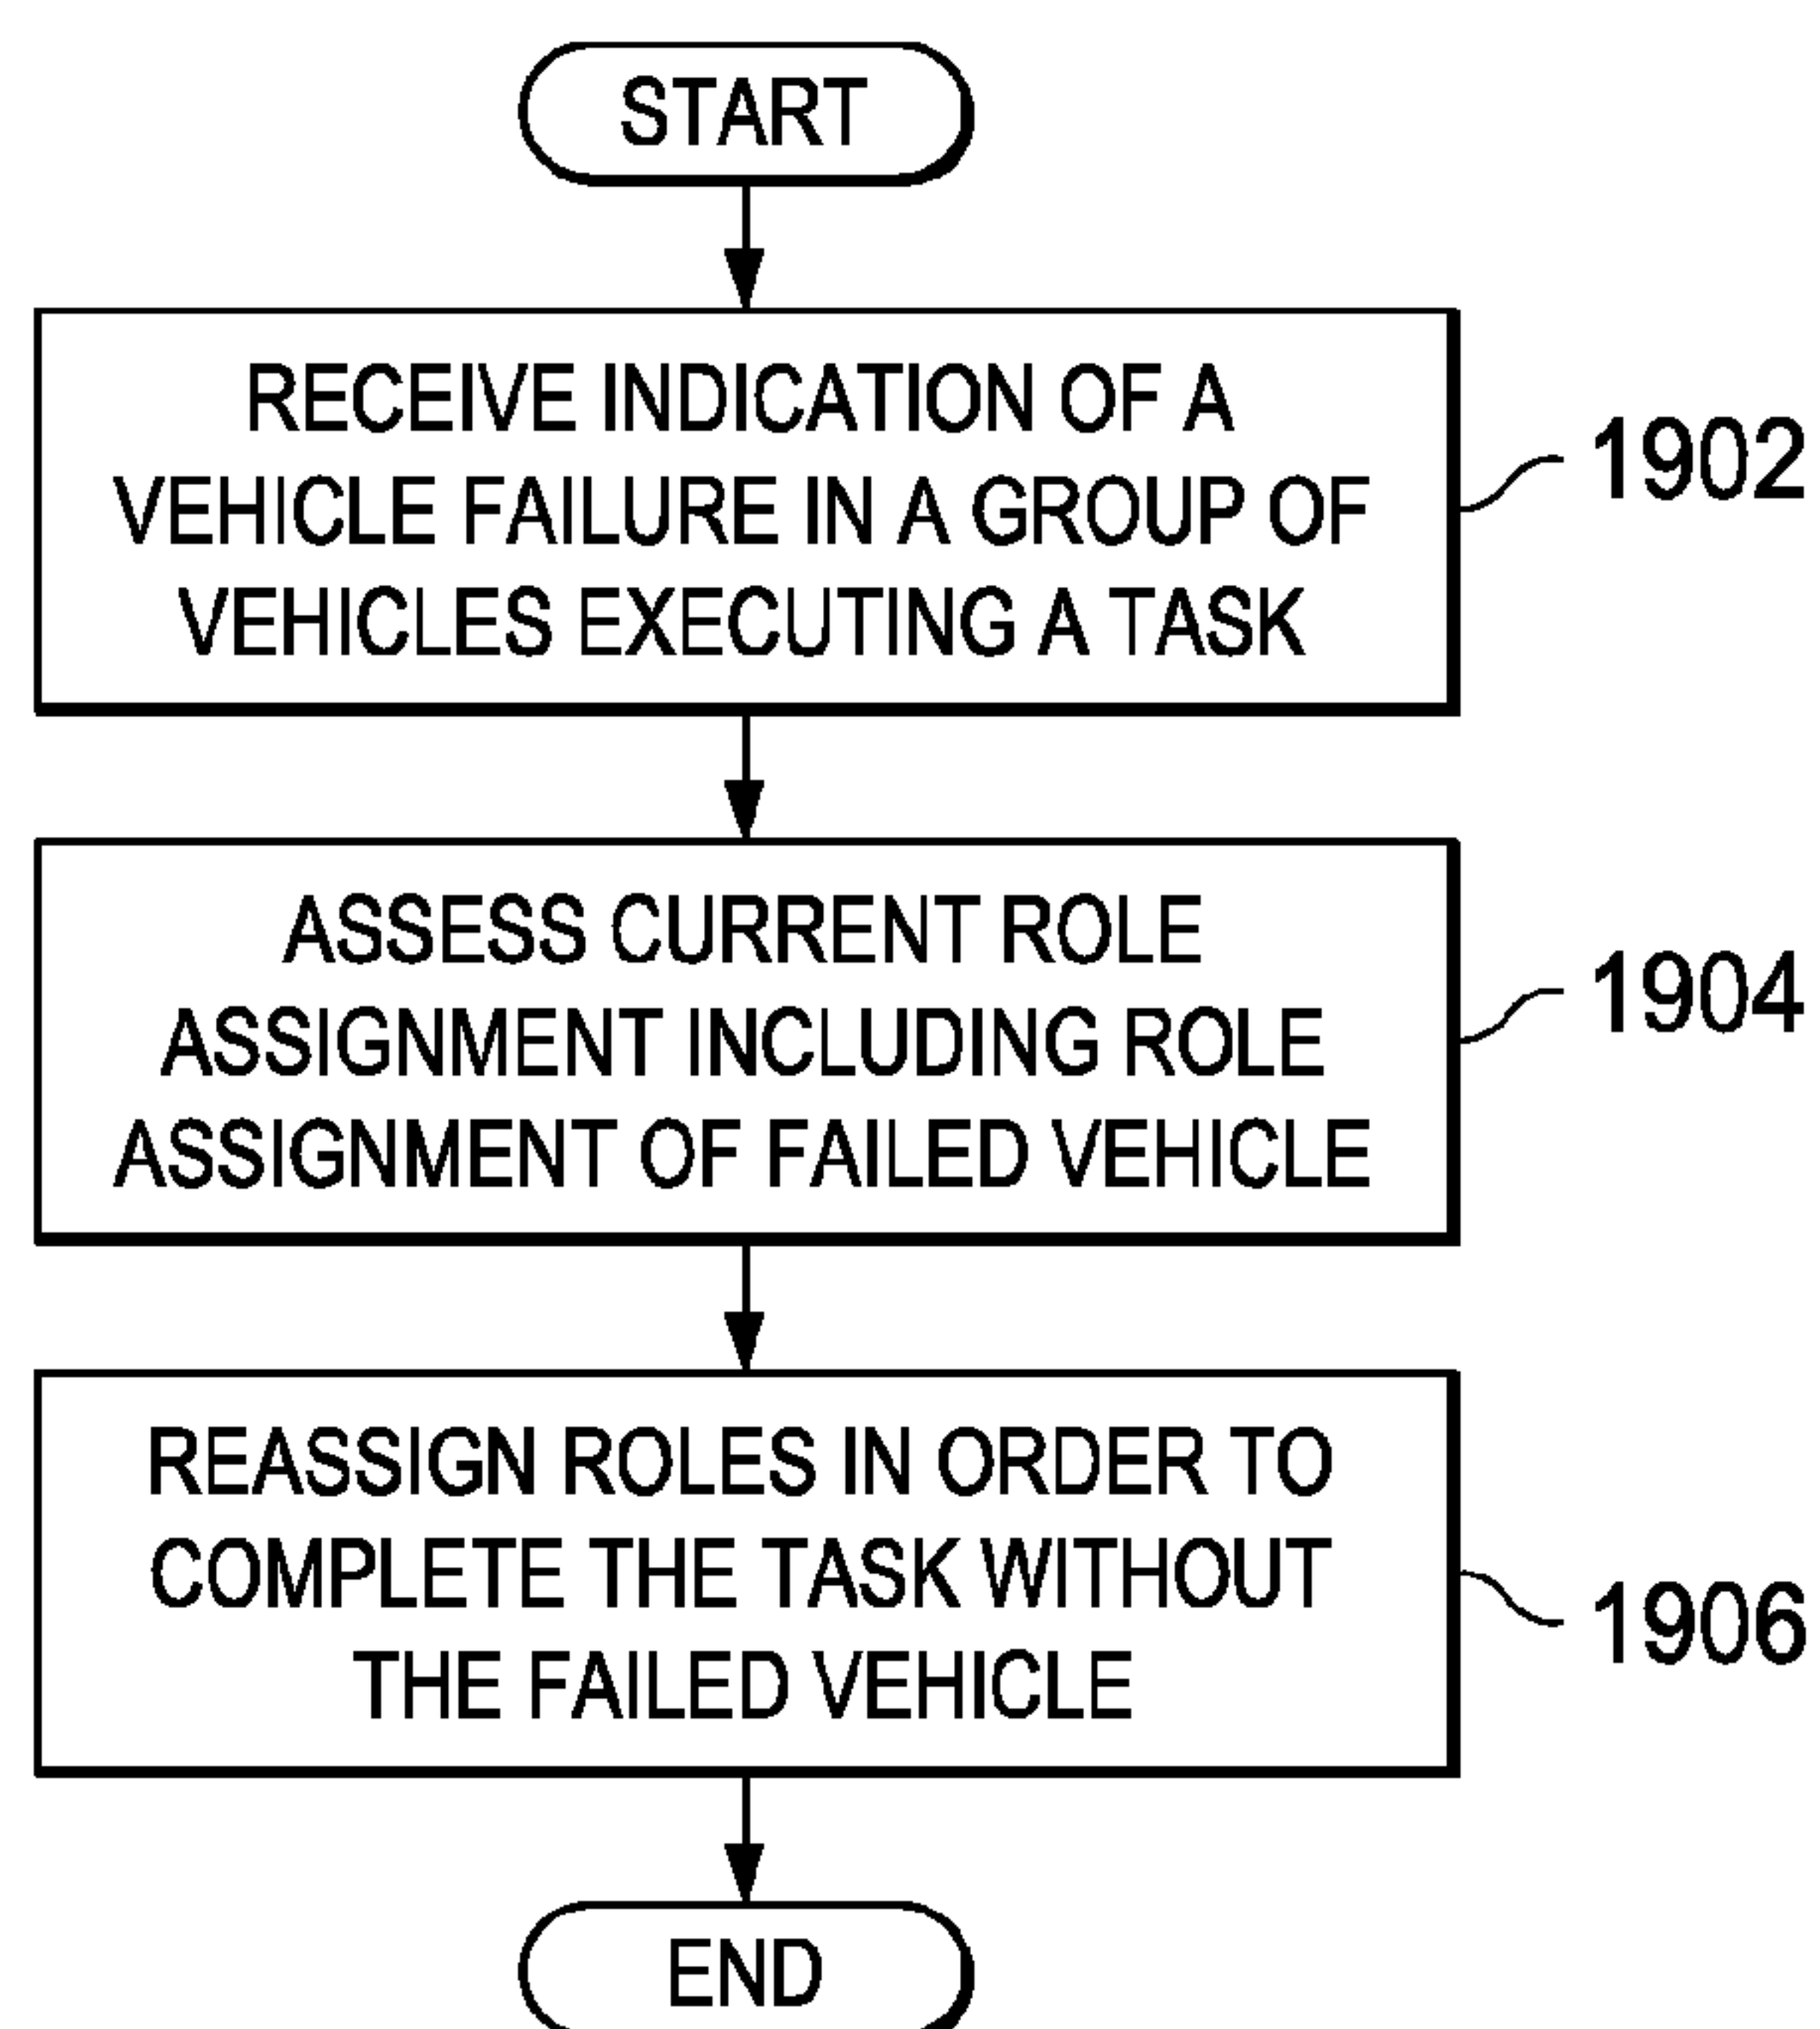 START
RECEIVE INDICATION OF A
VEHICLE FAILURE IN A GROUP OF
VEHICLES EXECUTING A TASK
1902
ASSESS CURRENT ROLE
ASSIGNMENT INCLUDING ROLE
ASSIGNMENT OF FAILED VEHICLE
1904
REASSIGN ROLES IN ORDER TO
COMPLETE THE TASK WITHOUT
THE FAILED VEHICLE
1906
END